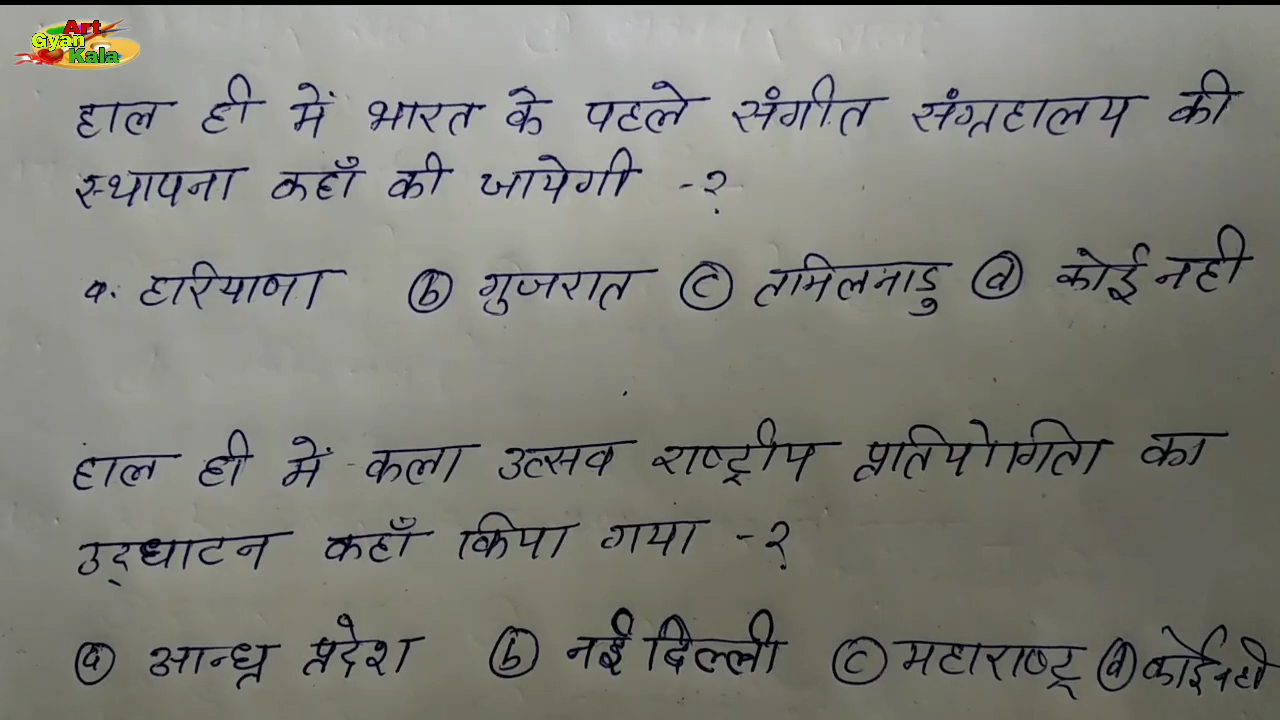 Art
Gyan
Kala
हाल ही में भारत के पहले संगीत संग्रहालय की
स्थापना कहाँ की जायेगी -?
a. हरियाणा ⓑ गुजरात ⓒ तमिलनाडु ⓓ कोई नही
हाल ही में कला उत्सव राष्ट्रीय प्रतियोगिता का
उद्घाटन कहाँ किया गया -?
ⓐ आन्ध्र प्रदेश ⓑ नई दिल्ली ⓒ महाराष्ट्र ⓓ कोई नही